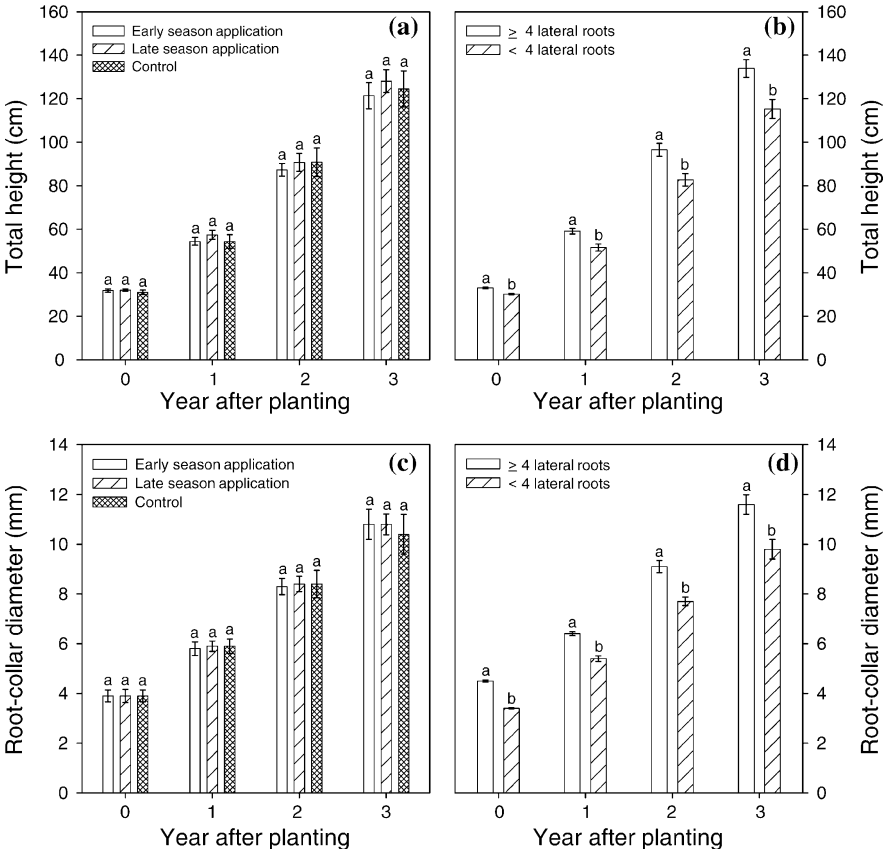 (a)
Early season application
Late season application
Control
Total height (cm)
160
140
120
100
80
60
40
20
0
a a a
a a a
a a a
a a a
0 1 2 3
Year after planting
(b)
≥ 4 lateral roots
< 4 lateral roots
Total height (cm)
160
140
120
100
80
60
40
20
0
a b
a b
a b
a b
0 1 2 3
Year after planting
(c)
Early season application
Late season application
Control
Root-collar diameter (mm)
14
12
10
8
6
4
2
0
a a a
a a a
a a a
a a a
0 1 2 3
Year after planting
(d)
≥ 4 lateral roots
< 4 lateral roots
Root-collar diameter (mm)
14
12
10
8
6
4
2
0
a b
a b
a b
a b
0 1 2 3
Year after planting